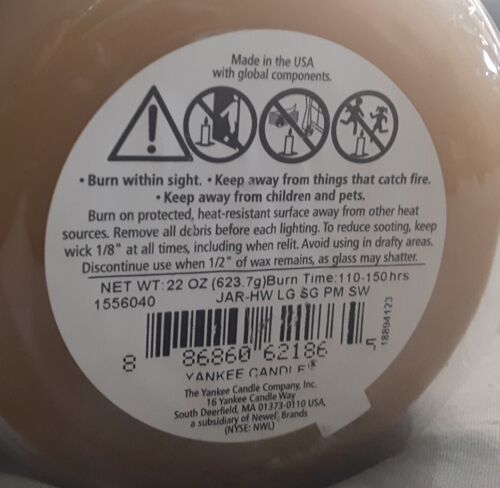 Made in the USA
with global components.
• Burn within sight. • Keep away from things that catch fire.
• Keep away from children and pets.
Burn on protected, heat-resistant surface away from other heat
sources. Remove all debris before each lighting. To reduce sooting, keep
wick 1/8" at all times, including when relit. Avoid using in drafty areas.
Discontinue use when 1/2" of wax remains, as glass may shatter.
NET WT: 22 OZ (623.7g)Burn Time:110-150hrs
1556040 JAR-HW LG SG PM SW
18894123
8 86860 62186 5
YANKEE CANDLE®
The Yankee Candle Company, Inc.
16 Yankee Candle Way
South Deerfield, MA 01373-0110 USA,
a subsidiary of Newel Brands
(NYSE: NWL)